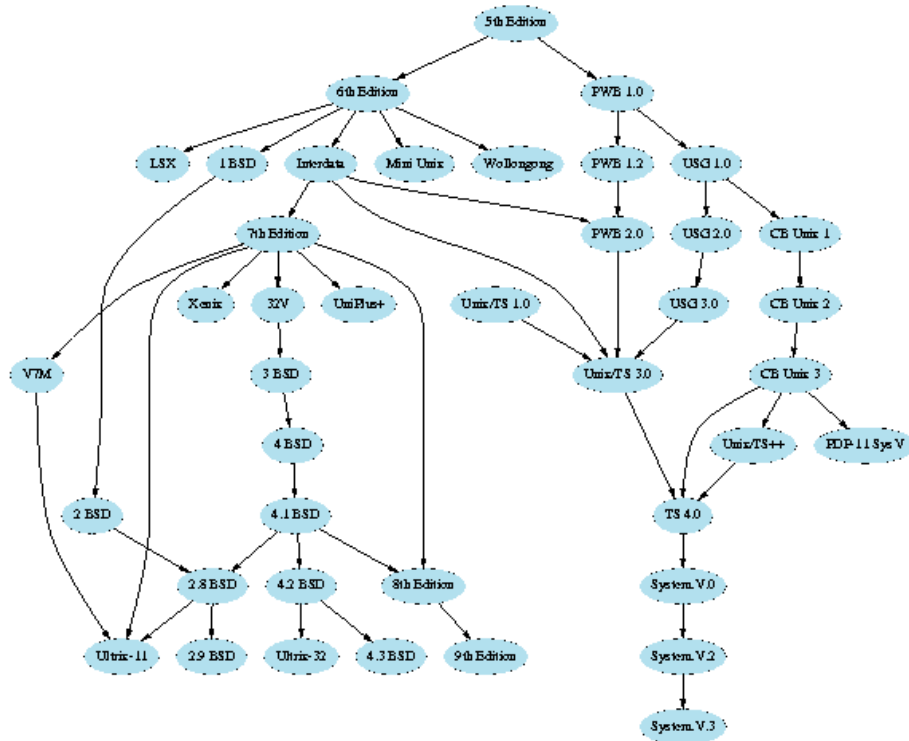 5th Edition
6th Edition
PWB 1.0
LSX
1 BSD
Interdata
Mini Unix
Wollongong
PWB 1.2
USG 1.0
7th Edition
PWB 2.0
USG 2.0
CB Unix 1
Xenix
32V
UniPlus+
Unix/TS 1.0
USG 3.0
CB Unix 2
V7M
3 BSD
Unix/TS 3.0
CB Unix 3
4 BSD
Unix/TS++
PDP-11 Sys V
2 BSD
4.1 BSD
TS 4.0
2.8 BSD
4.2 BSD
8th Edition
System V.0
Ultrix-11
2.9 BSD
Ultrix-32
4.3 BSD
9th Edition
System V.2
System V.3